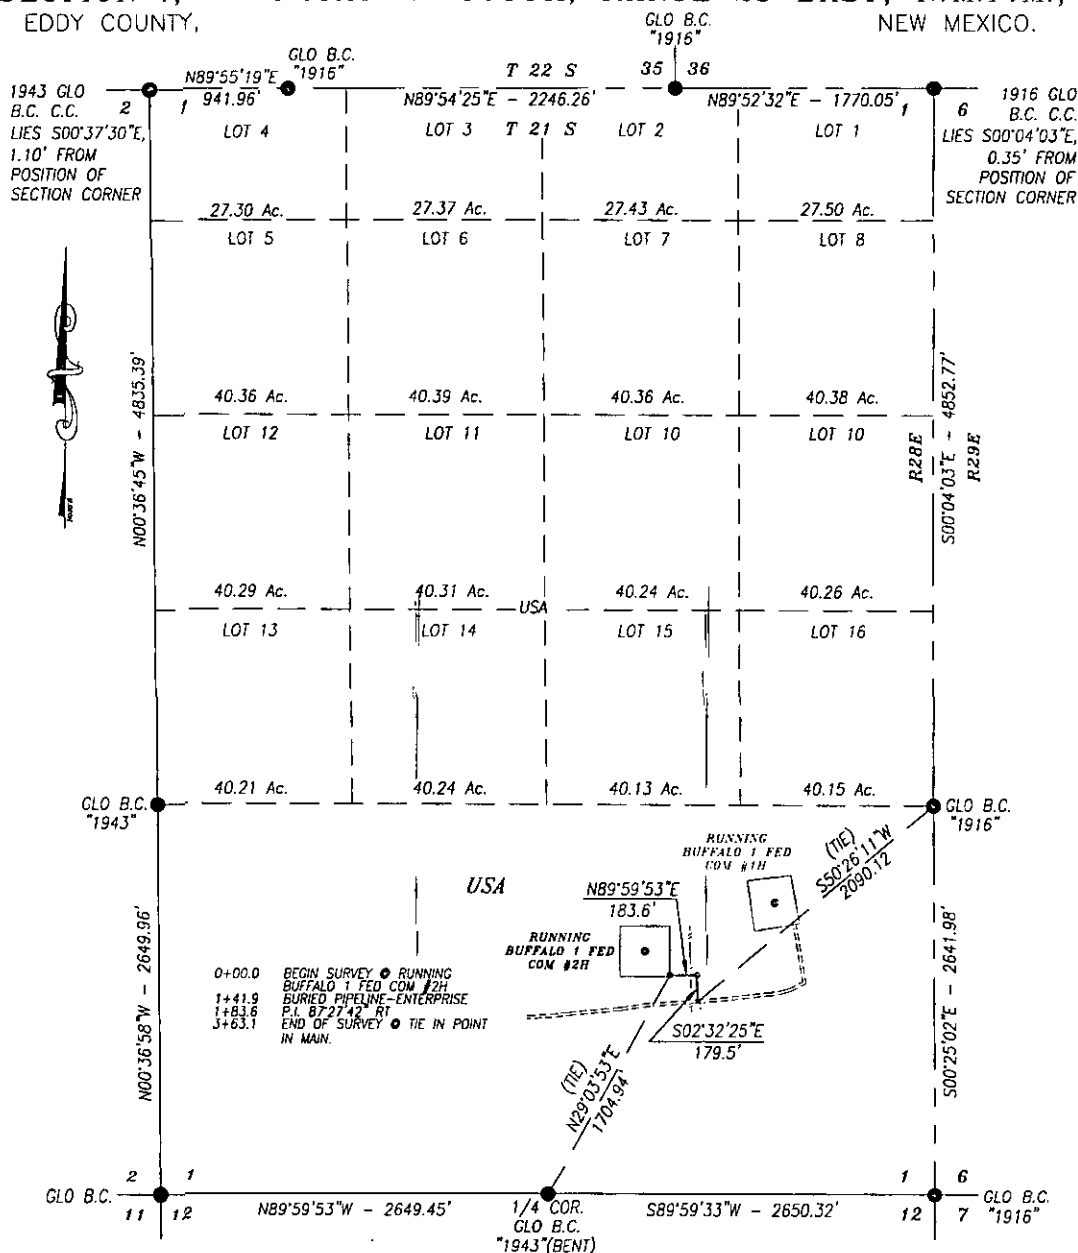 EDDY COUNTY,
NEW MEXICO.
GLO B.C.
"1916"
GLO B.C.
"1916"
1943 GLO
B.C. C.C.
LIES S00°37'30"E,
1.10' FROM
POSITION OF
SECTION CORNER
2
1
N89°55'19"E
941.96'
T 22 S
N89°54'25"E - 2246.26'
T 21 S
35
36
N89°52'32"E - 1770.05'
1
6
1916 GLO
B.C. C.C.
LIES S00°04'03"E,
0.35' FROM
POSITION OF
SECTION CORNER
LOT 4
LOT 3
LOT 2
LOT 1
27.30 Ac.
27.37 Ac.
27.43 Ac.
27.50 Ac.
LOT 5
LOT 6
LOT 7
LOT 8
N00°36'45"W - 4835.39'
40.36 Ac.
40.39 Ac.
40.36 Ac.
40.38 Ac.
LOT 12
LOT 11
LOT 10
LOT 10
R28E
S00°04'03"E - 4852.77'
R29E
40.29 Ac.
40.31 Ac.
USA
40.24 Ac.
40.26 Ac.
LOT 13
LOT 14
LOT 15
LOT 16
40.21 Ac.
40.24 Ac.
40.13 Ac.
40.15 Ac.
GLO B.C.
"1943"
GLO B.C.
"1916"
RUNNING
BUFFALO 1 FED
COM #1H
(TIE)
S50°26'11"W
2090.12
USA
N89°59'53"E
183.6'
RUNNING
BUFFALO 1 FED
COM #2H
0+00.0 BEGIN SURVEY @ RUNNING
BUFFALO 1 FED COM #2H
1+41.9 BURIED PIPELINE-ENTERPRISE
1+83.6 P.I. 87°27'42" RT
3+63.1 END OF SURVEY @ TIE IN POINT
IN MAIN.
S02°32'25"E
179.5'
(TIE)
N29°03'53"E
1704.94'
N00°36'58"W - 2649.96'
S00°25'02"E - 2641.98'
GLO B.C.
2
1
11
12
N89°59'53"W - 2649.45'
1/4 COR.
GLO B.C.
"1943"(BENT)
S89°59'33"W - 2650.32'
1
6
12
7
GLO B.C.
"1916"